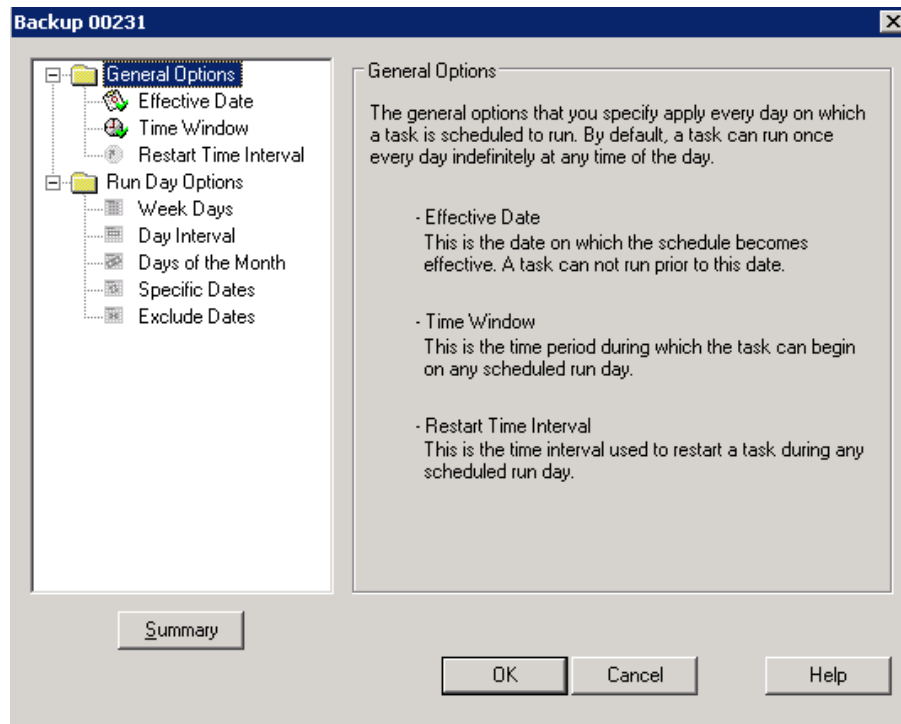 Backup 00231
General Options
Effective Date
Time Window
Restart Time Interval
Run Day Options
Week Days
Day Interval
Days of the Month
Specific Dates
Exclude Dates
Summary
General Options
The general options that you specify apply every day on which
a task is scheduled to run. By default, a task can run once
every day indefinitely at any time of the day.
- Effective Date
This is the date on which the schedule becomes
effective. A task can not run prior to this date.
- Time Window
This is the time period during which the task can begin
on any scheduled run day.
- Restart Time Interval
This is the time interval used to restart a task during any
scheduled run day.
OK
Cancel
Help